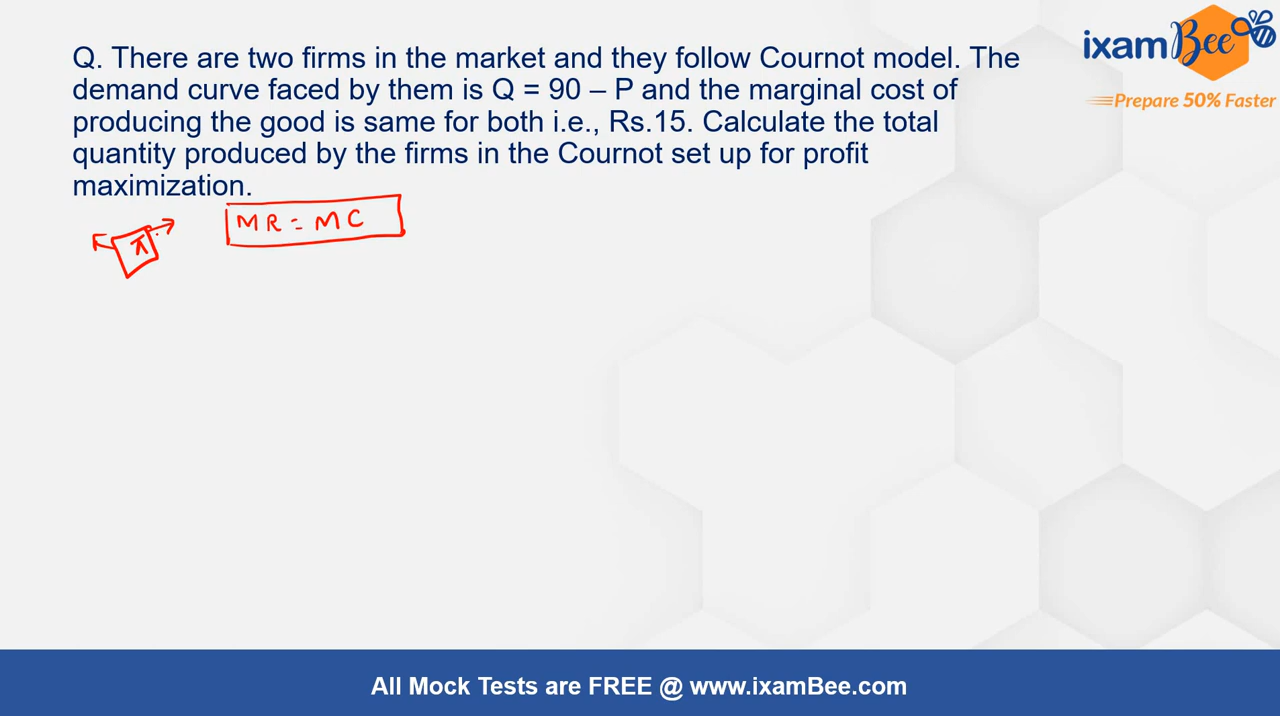 ixamBee
Prepare 50% Faster
Q. There are two firms in the market and they follow Cournot model. The
demand curve faced by them is Q = 90 – P and the marginal cost of
producing the good is same for both i.e., Rs.15. Calculate the total
quantity produced by the firms in the Cournot set up for profit
maximization.
π MR = MC
All Mock Tests are FREE @ www.ixamBee.com